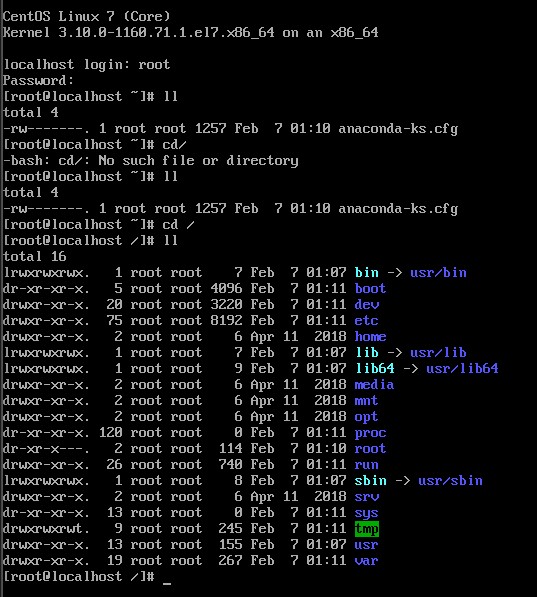 CentOS Linux 7 (Core)
Kernel 3.10.0-1160.71.1.el7.x86_64 on an x86_64
localhost login: root
Password:
[root@localhost ~]# ll
total 4
-rw-------. 1 root root 1257 Feb  7 01:10 anaconda-ks.cfg
[root@localhost ~]# cd/
-bash: cd/: No such file or directory
[root@localhost ~]# ll
total 4
-rw-------. 1 root root 1257 Feb  7 01:10 anaconda-ks.cfg
[root@localhost ~]# cd /
[root@localhost /]# ll
total 16
lrwxrwxrwx.   1 root root    7 Feb  7 01:07 bin -> usr/bin
dr-xr-xr-x.   5 root root 4096 Feb  7 01:11 boot
drwxr-xr-x.  20 root root 3220 Feb  7 01:11 dev
drwxr-xr-x.  75 root root 8192 Feb  7 01:11 etc
drwxr-xr-x.   2 root root    6 Apr 11  2018 home
lrwxrwxrwx.   1 root root    7 Feb  7 01:07 lib -> usr/lib
lrwxrwxrwx.   1 root root    9 Feb  7 01:07 lib64 -> usr/lib64
drwxr-xr-x.   2 root root    6 Apr 11  2018 media
drwxr-xr-x.   2 root root    6 Apr 11  2018 mnt
drwxr-xr-x.   2 root root    6 Apr 11  2018 opt
dr-xr-xr-x. 120 root root    0 Feb  7 01:11 proc
dr-xr-x---.   2 root root  114 Feb  7 01:10 root
drwxr-xr-x.  26 root root  740 Feb  7 01:11 run
lrwxrwxrwx.   1 root root    8 Feb  7 01:07 sbin -> usr/sbin
drwxr-xr-x.   2 root root    6 Apr 11  2018 srv
dr-xr-xr-x.  13 root root    0 Feb  7 01:11 sys
drwxrwxrwt.   9 root root  245 Feb  7 01:11 tmp
drwxr-xr-x.  13 root root  155 Feb  7 01:07 usr
drwxr-xr-x.  19 root root  267 Feb  7 01:11 var
[root@localhost /]# _